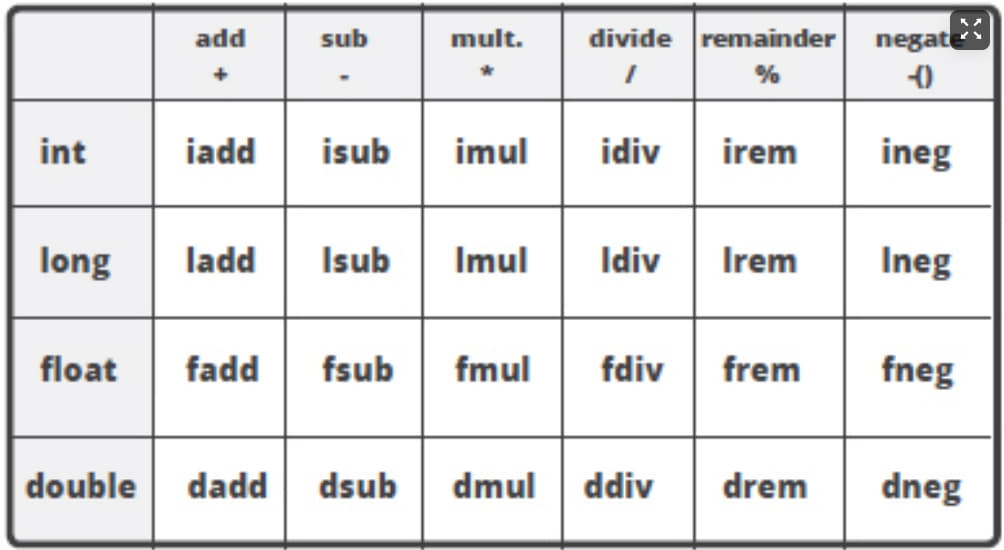 add sub mult. divide remainder negate
+ - * / % -()
int iadd isub imul idiv irem ineg
long ladd lsub lmul ldiv lrem lneg
float fadd fsub fmul fdiv frem fneg
double dadd dsub dmul ddiv drem dneg